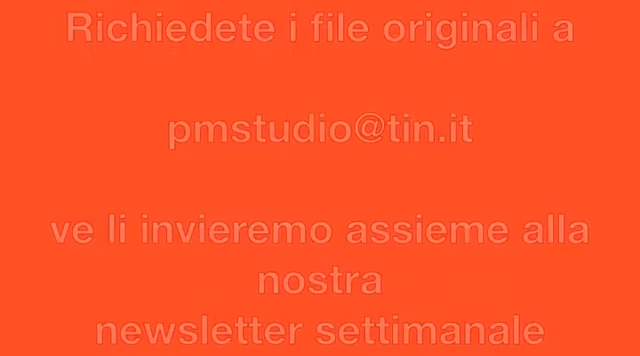 Richiedete i file originali a
pmstudio@tin.it
ve li invieremo assieme alla
nostra
newsletter settimanale